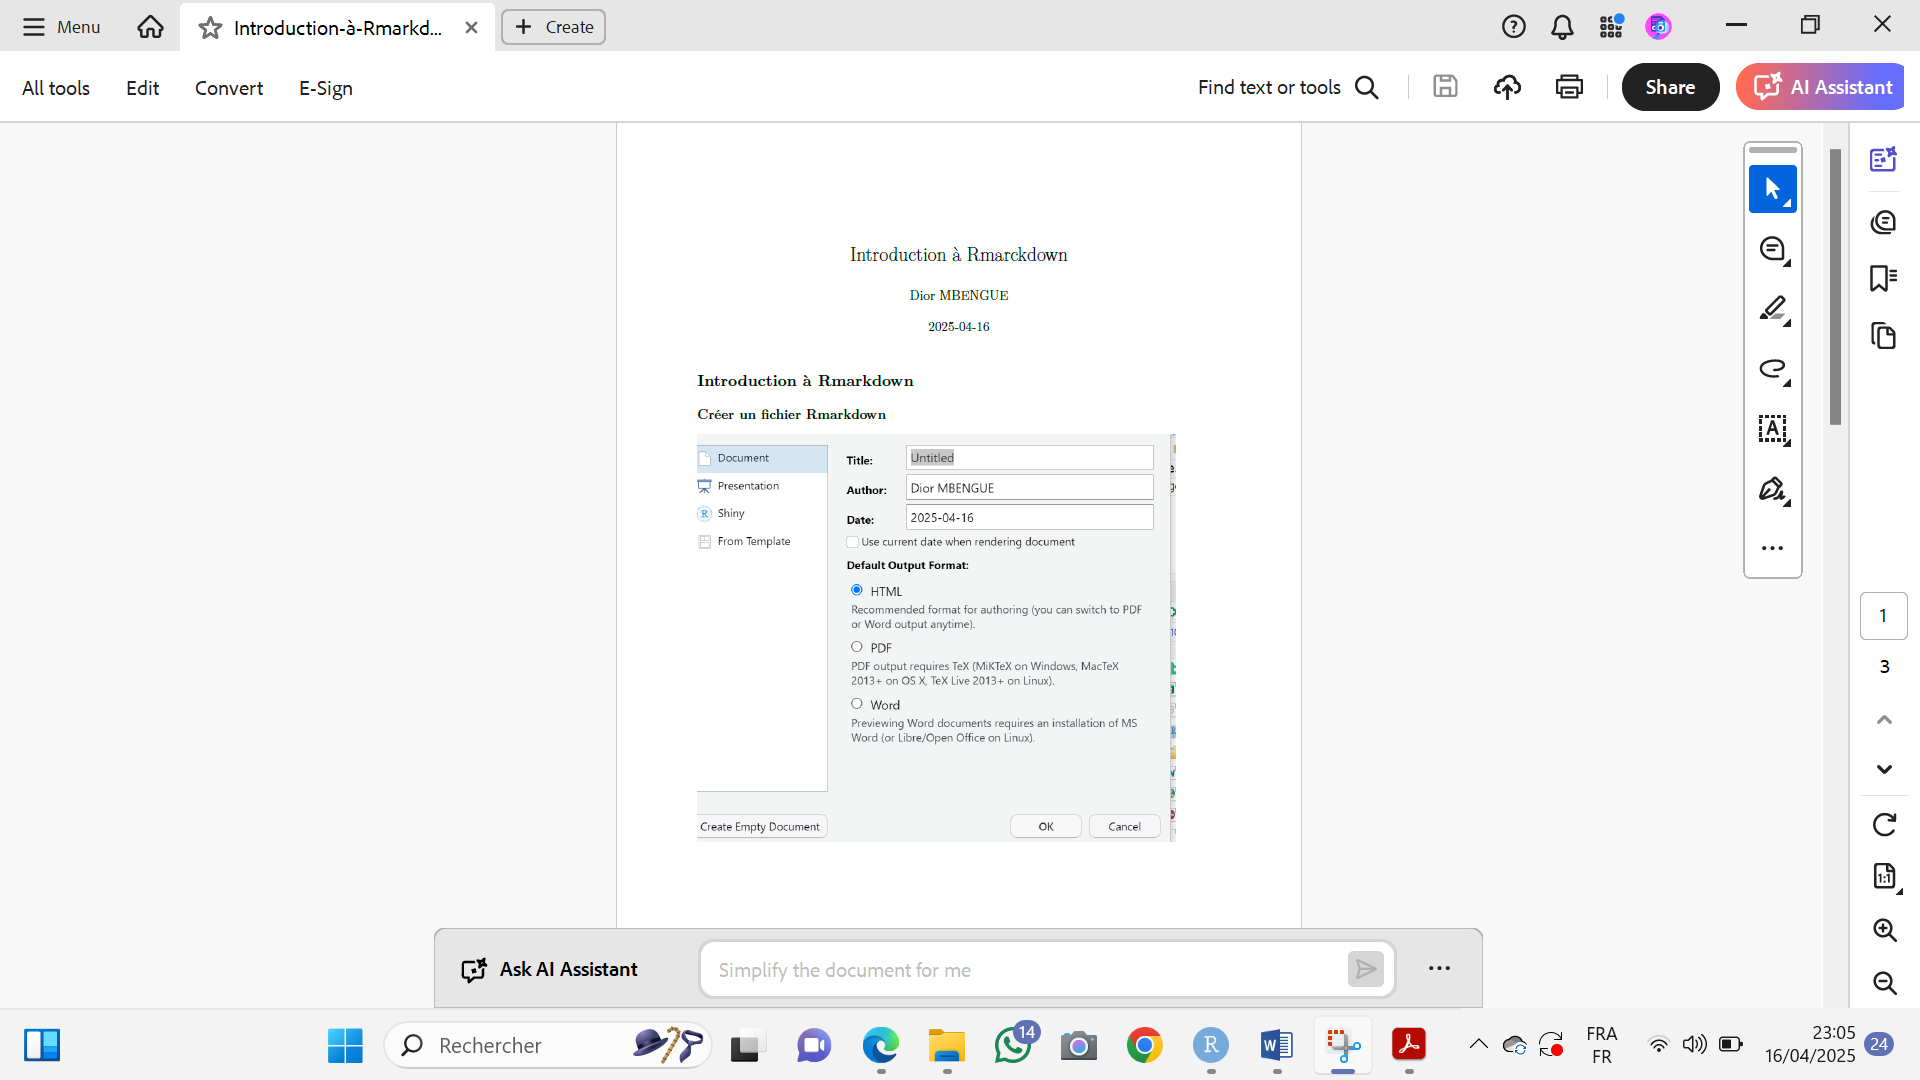 Menu
Introduction-à-Rmarkd...
Create
All tools
Edit
Convert
E-Sign
Find text or tools
Share
AI Assistant
Introduction à Rmarckdown
Dior MBENGUE
2025-04-16
Introduction à Rmarkdown
Créer un fichier Rmarkdown
Document
Presentation
Shiny
From Template
Title:
Untitled
Author:
Dior MBENGUE
Date:
2025-04-16
Use current date when rendering document
Default Output Format:
HTML
Recommended format for authoring (you can switch to PDF
or Word output anytime).
PDF
PDF output requires TeX (MiKTeX on Windows, MacTeX
2013+ on OS X, TeX Live 2013+ on Linux).
Word
Previewing Word documents requires an installation of MS
Word (or Libre/Open Office on Linux).
Create Empty Document
OK
Cancel
1
3
Ask AI Assistant
Simplify the document for me
Rechercher
14
FRA
FR
23:05
16/04/2025
24